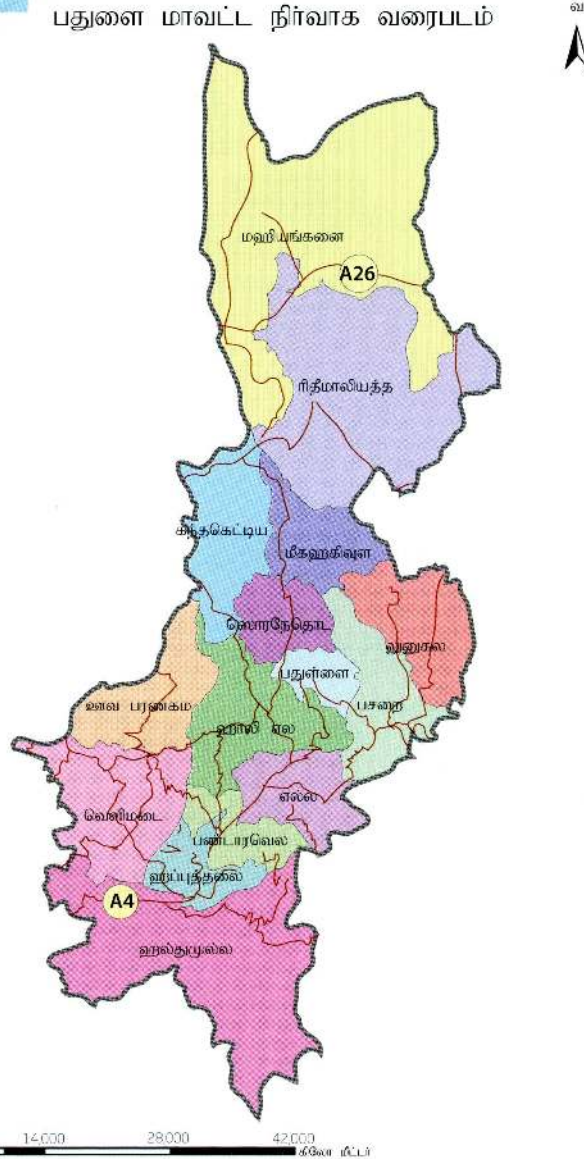 பதுளை மாவட்ட நிர்வாக வரைபடம்
வ
மஹியங்கனை
A26
ரிதீமாலியத்த
கந்தகெட்டிய
மீகஹகிவுள
ஸொரநேதொட
லுனுகல
பதுள்ளை
ஊவ பரணகம
பசறை
ஹாலி எல
எல்ல
வெளிமடை
பண்டாரவெல
ஹப்புத்தலை
A4
ஹல்துமுல்ல
14,000 28,000 42,000
கிலோ மீட்டர்